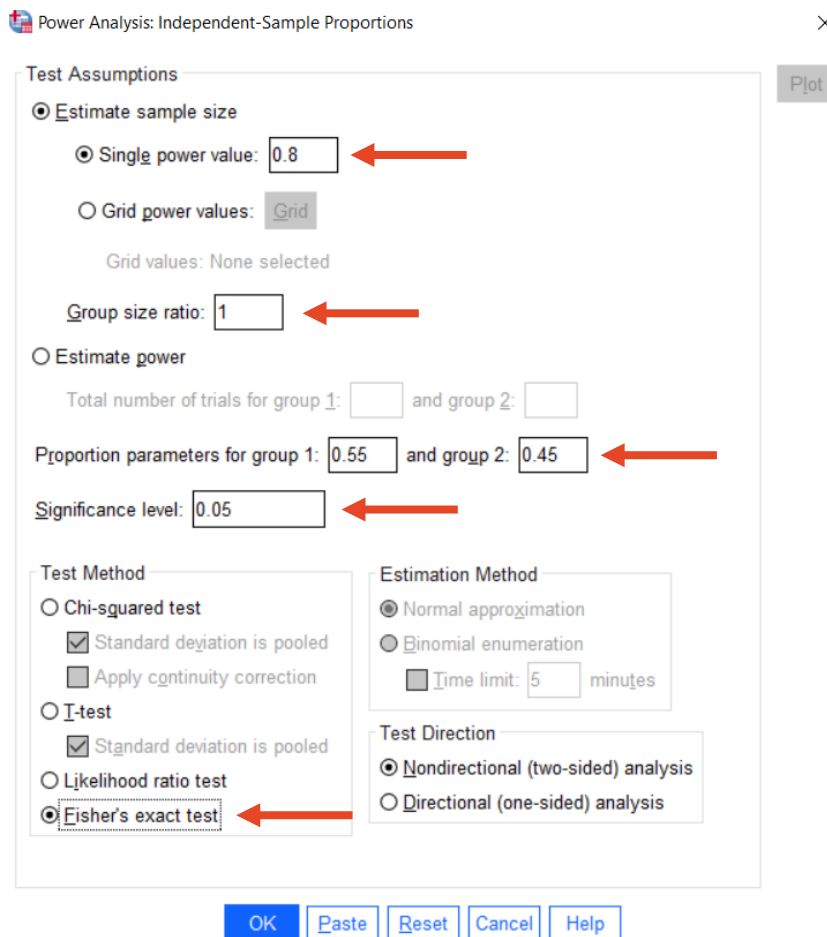 Power Analysis: Independent-Sample Proportions
Plot
Test Assumptions
Estimate sample size
Single power value: 0.8
Grid power values: Grid
Grid values: None selected
Group size ratio: 1
Estimate power
Total number of trials for group 1: and group 2:
Proportion parameters for group 1: 0.55 and group 2: 0.45
Significance level: 0.05
Test Method
Chi-squared test
Standard deviation is pooled
Apply continuity correction
T-test
Standard deviation is pooled
Likelihood ratio test
Fisher's exact test
Estimation Method
Normal approximation
Binomial enumeration
Time limit: 5 minutes
Test Direction
Nondirectional (two-sided) analysis
Directional (one-sided) analysis
OK Paste Reset Cancel Help